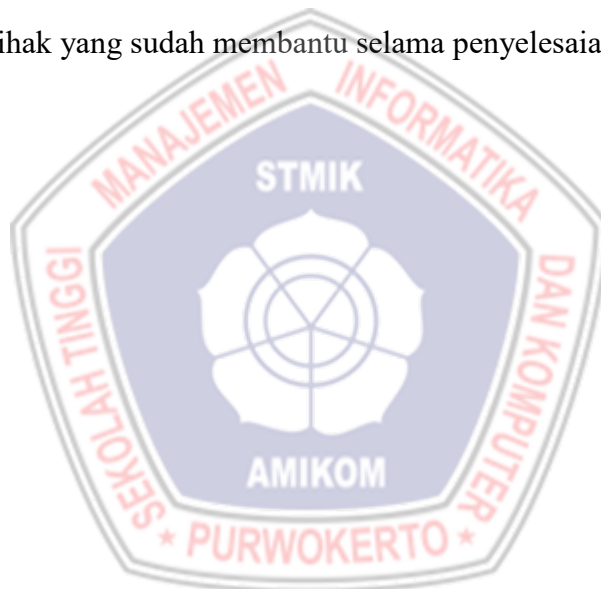 ihak yang sudah membantu selama penyelesaia
SEKOLAH TINGGI MANAJEMEN INFORMATIKA DAN KOMPUTER
STMIK
AMIKOM
* PURWOKERTO *